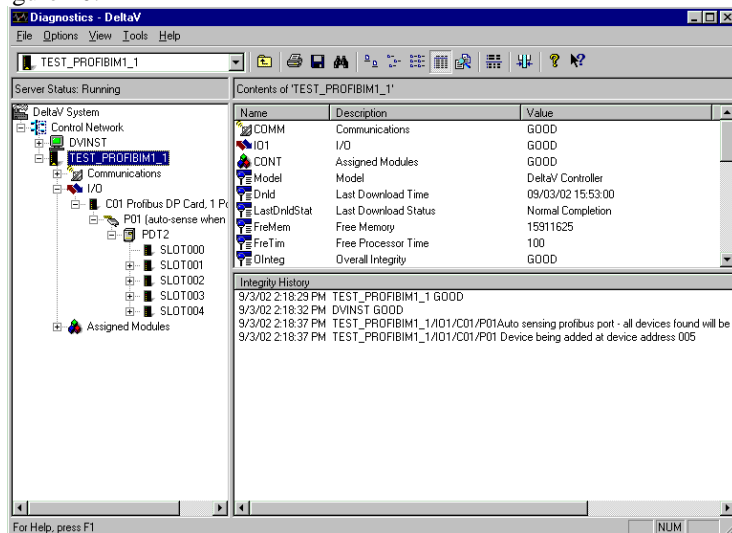 Diagnostics - DeltaV
File Options View Tools Help
TEST_PROFIBIM1_1
Server Status: Running
Contents of 'TEST_PROFIBIM1_1'
DeltaV System
Control Network
DVINST
TEST_PROFIBIM1_1
Communications
I/O
C01 Profibus DP Card, 1 Po
P01 (auto-sense when
PDT2
SLOT000
SLOT001
SLOT002
SLOT003
SLOT004
Assigned Modules
Name Description Value
COMM Communications GOOD
IO1 I/O GOOD
CONT Assigned Modules GOOD
Model Model DeltaV Controller
Dnld Last Download Time 09/03/02 15:53:00
LastDnldStat Last Download Status Normal Completion
FreMem Free Memory 15911625
FreTim Free Processor Time 100
OInteg Overall Integrity GOOD
Integrity History
9/3/02 2:18:29 PM TEST_PROFIBIM1_1 GOOD
9/3/02 2:18:32 PM DVINST GOOD
9/3/02 2:18:37 PM TEST_PROFIBIM1_1/IO1/C01/P01Auto sensing profibus port - all devices found will be
9/3/02 2:18:37 PM TEST_PROFIBIM1_1/IO1/C01/P01 Device being added at device address 005
For Help, press F1
NUM